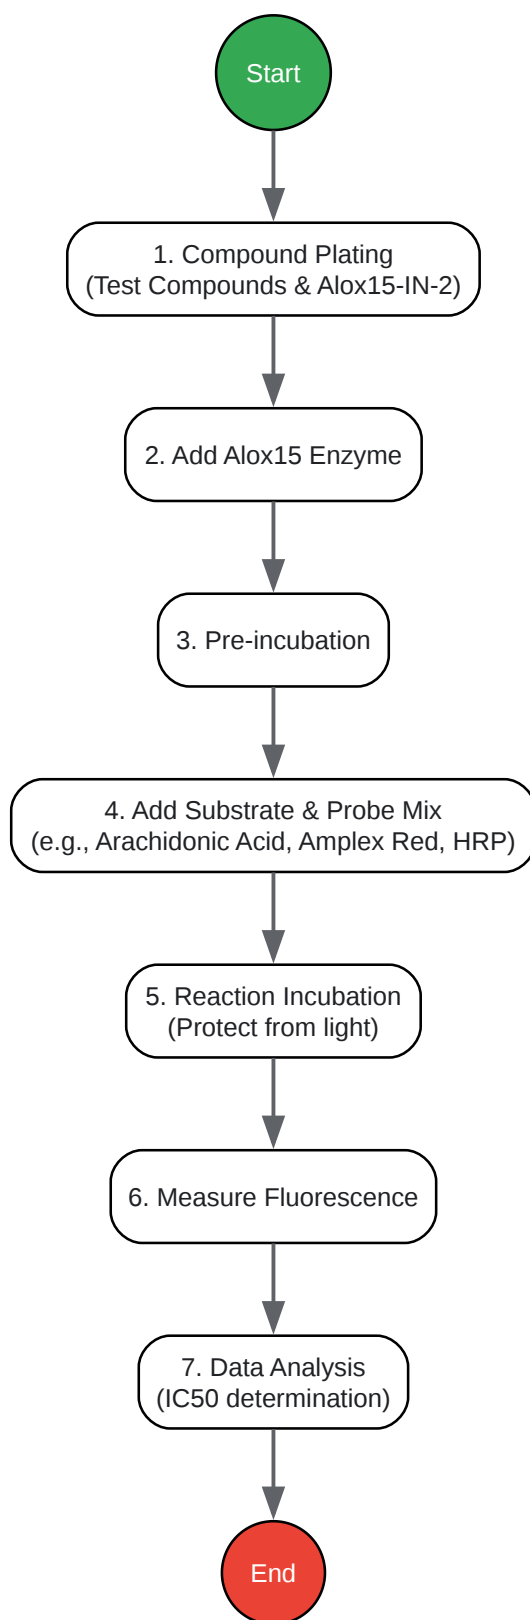 Start
1. Compound Plating
(Test Compounds & Alox15-IN-2)
2. Add Alox15 Enzyme
3. Pre-incubation
4. Add Substrate & Probe Mix
(e.g., Arachidonic Acid, Amplex Red, HRP)
5. Reaction Incubation
(Protect from light)
6. Measure Fluorescence
7. Data Analysis
(IC50 determination)
End